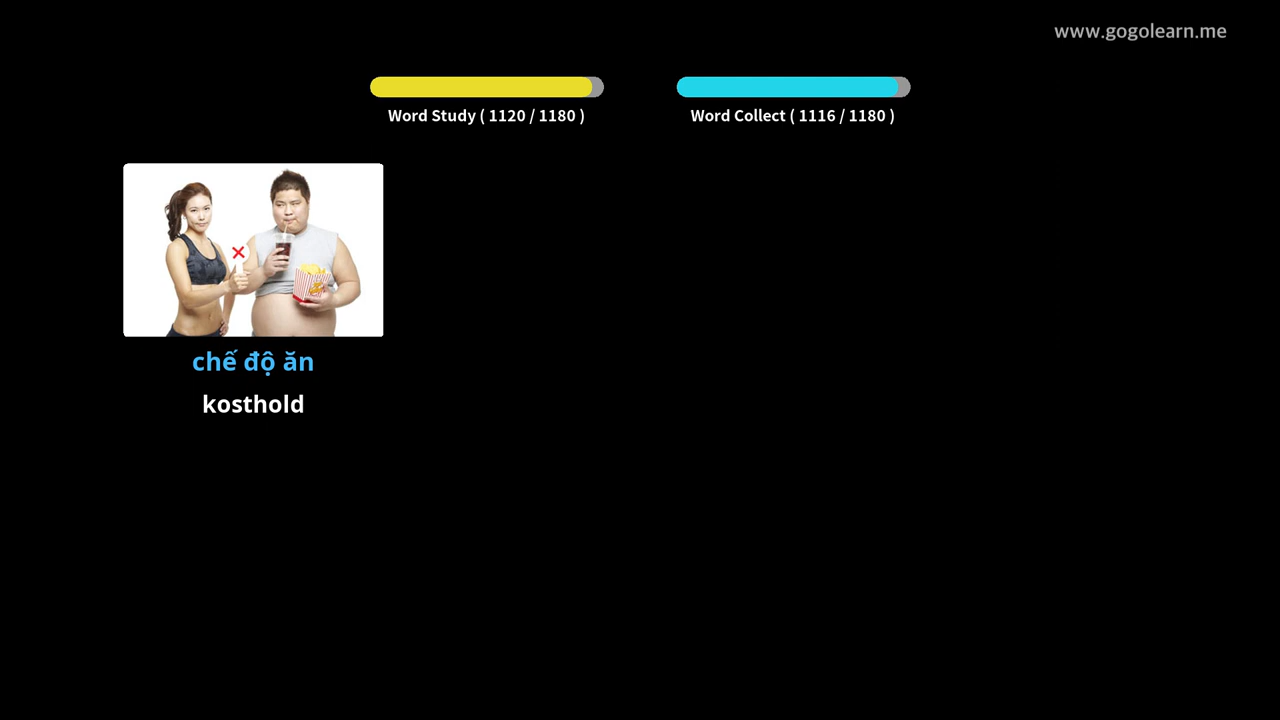 www.gogolearn.me
Word Study ( 1120 / 1180 )
Word Collect ( 1116 / 1180 )
chế độ ăn
kosthold